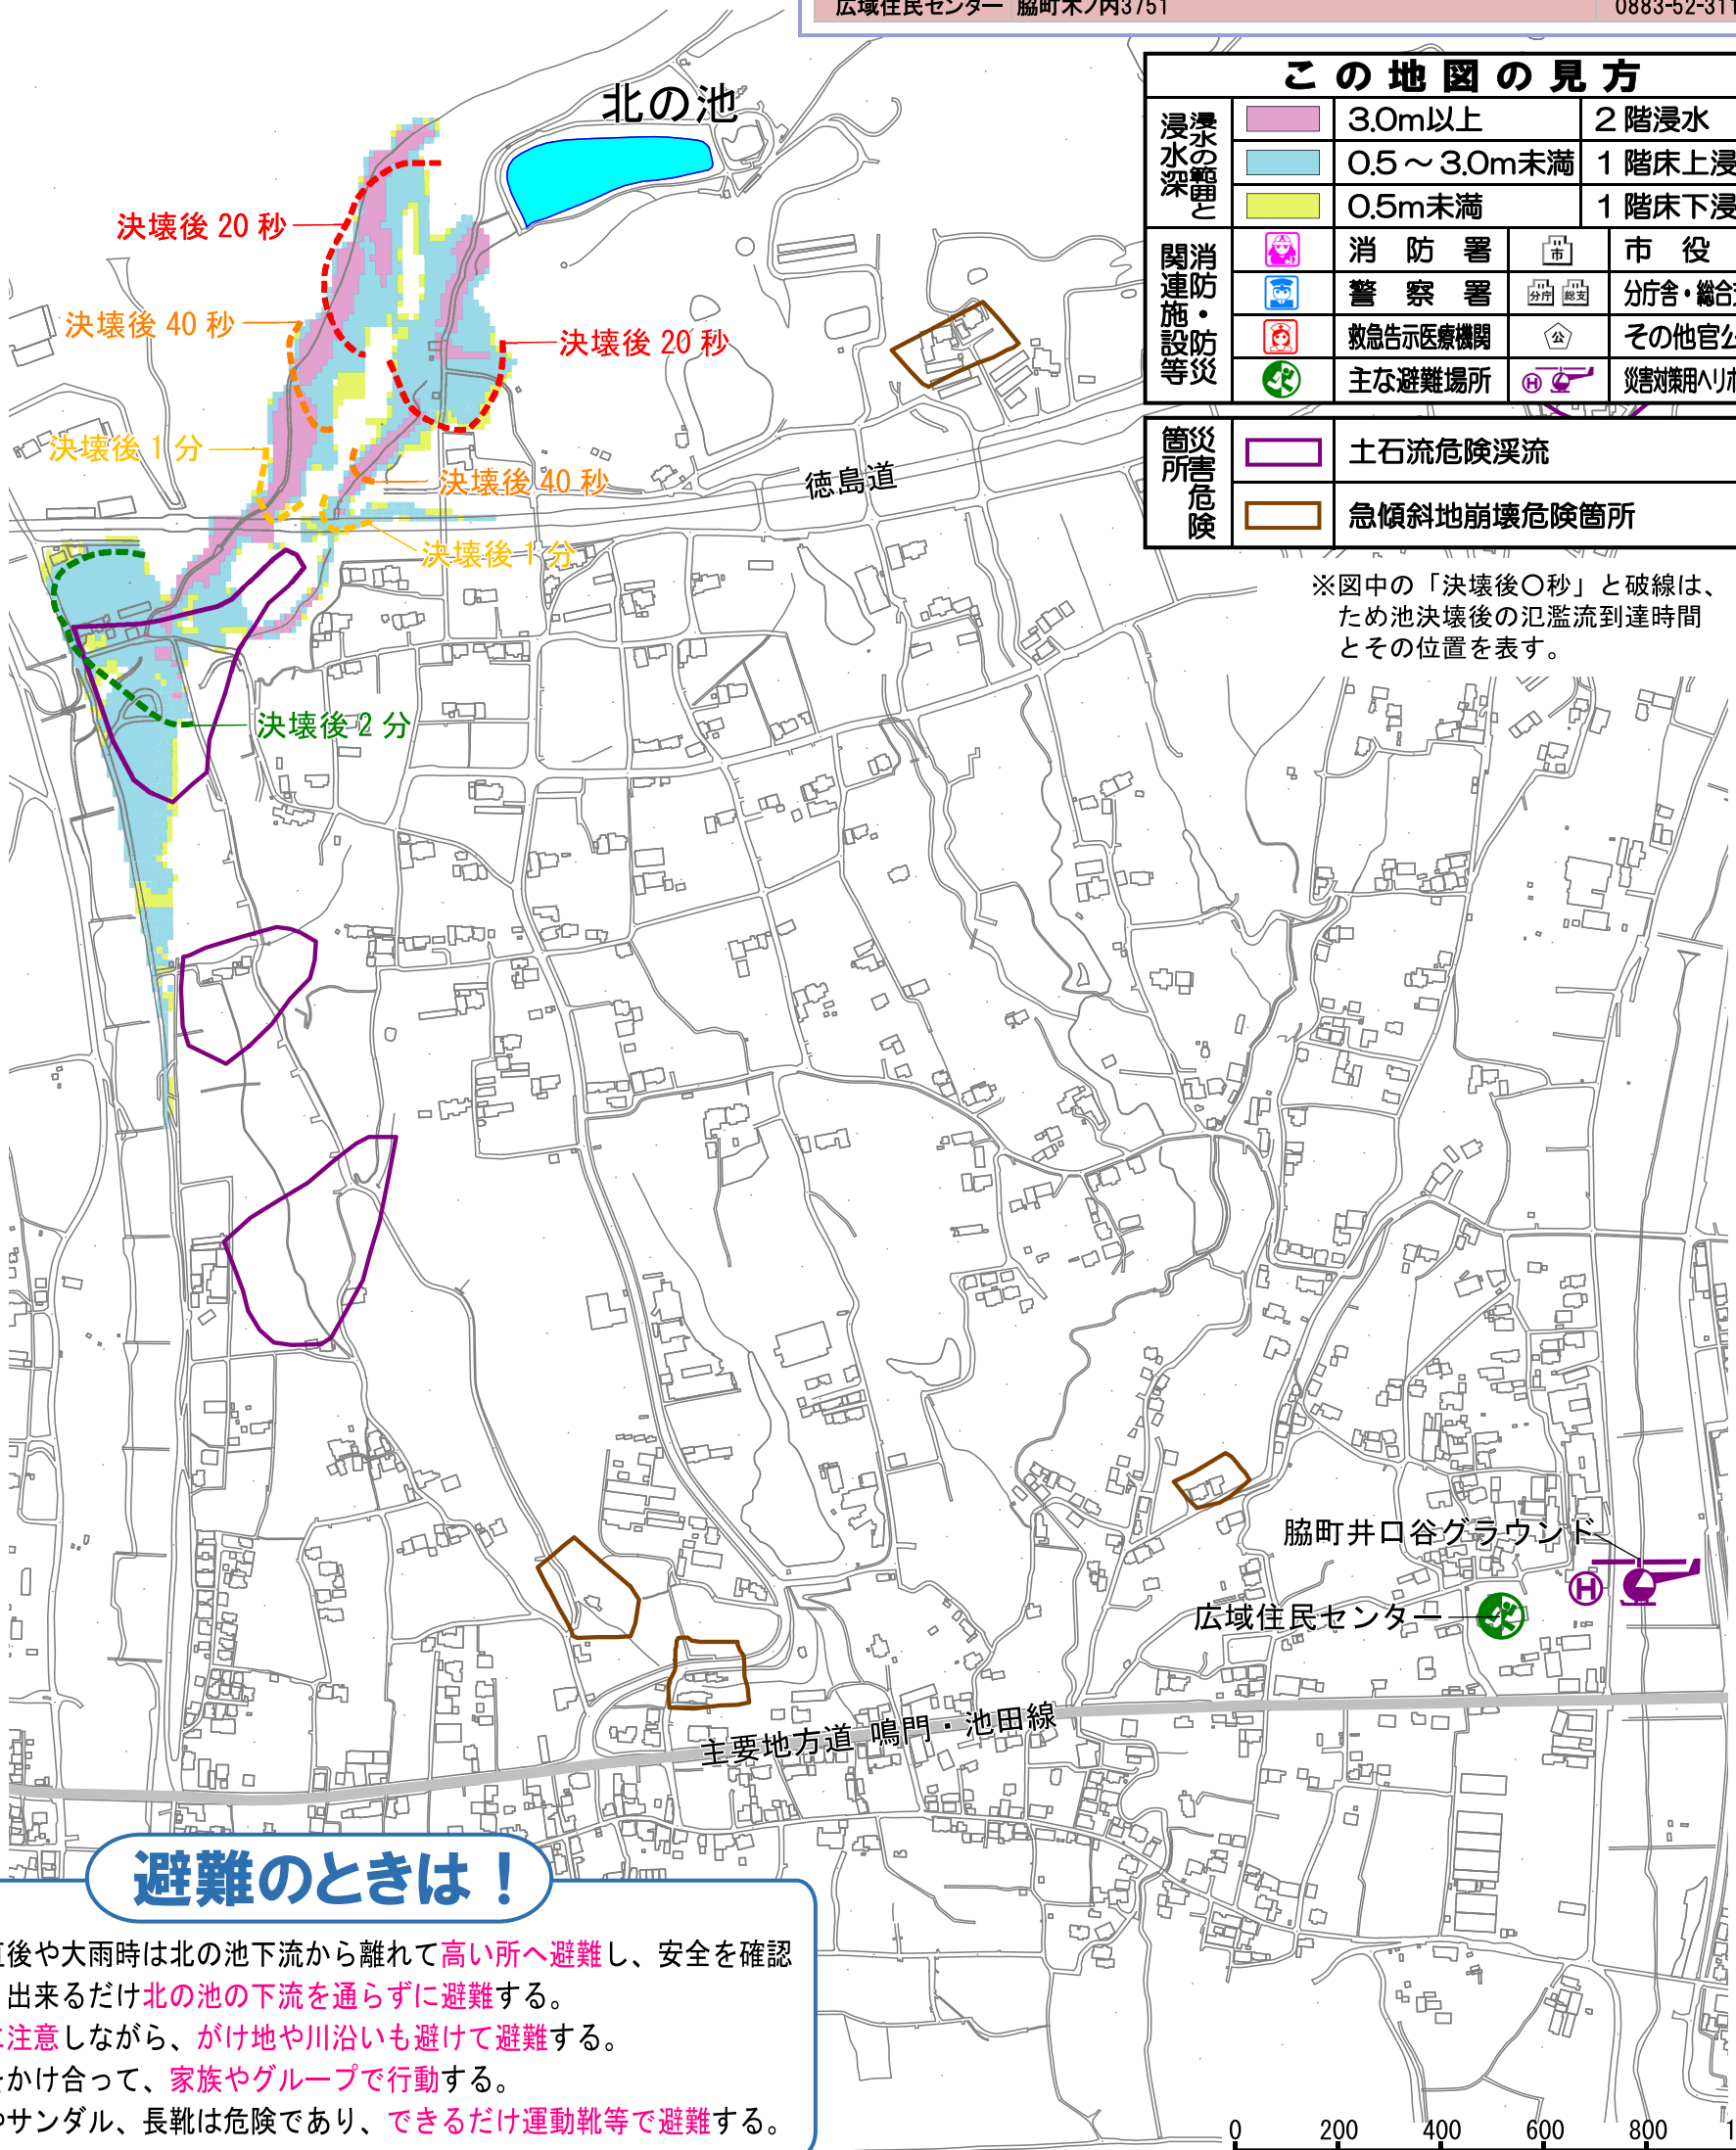 広域住民センター 脇町木ノ内3751 0883-52-311
この地図の見方
浸水の範囲と浸水深
3.0m以上 2階浸水
0.5～3.0m未満 1階床上浸
0.5m未満 1階床下浸
消防・防災関連施設等
消防署 市 市役
警察署 分庁 総支 分庁舎・総合
救急告示医療機関 公 その他官
主な避難場所 H 災害対策用ヘリ
災害危険箇所
土石流危険渓流
急傾斜地崩壊危険箇所
※図中の「決壊後〇秒」と破線は、
ため池決壊後の氾濫流到達時間
とその位置を表す。
北の池
決壊後 20 秒
決壊後 40 秒
決壊後 20 秒
決壊後 1 分
決壊後 40 秒
徳島道
決壊後 1 分
決壊後 2 分
脇町井口谷グラウンド
H
広域住民センター
主要地方道 鳴門・池田線
避難のときは！
直後や大雨時は北の池下流から離れて高い所へ避難し、安全を確認
出来るだけ北の池の下流を通らずに避難する。
に注意しながら、がけ地や川沿いも避けて避難する。
をかけ合って、家族やグループで行動する。
やサンダル、長靴は危険であり、できるだけ運動靴等で避難する。
0 200 400 600 800 1